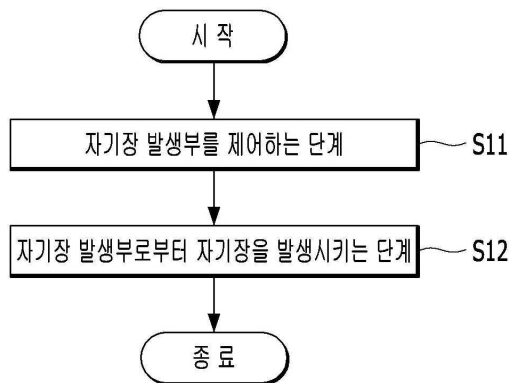 시 작
자기장 발생부를 제어하는 단계
S11
자기장 발생부로부터 자기장을 발생시키는 단계
S12
종 료